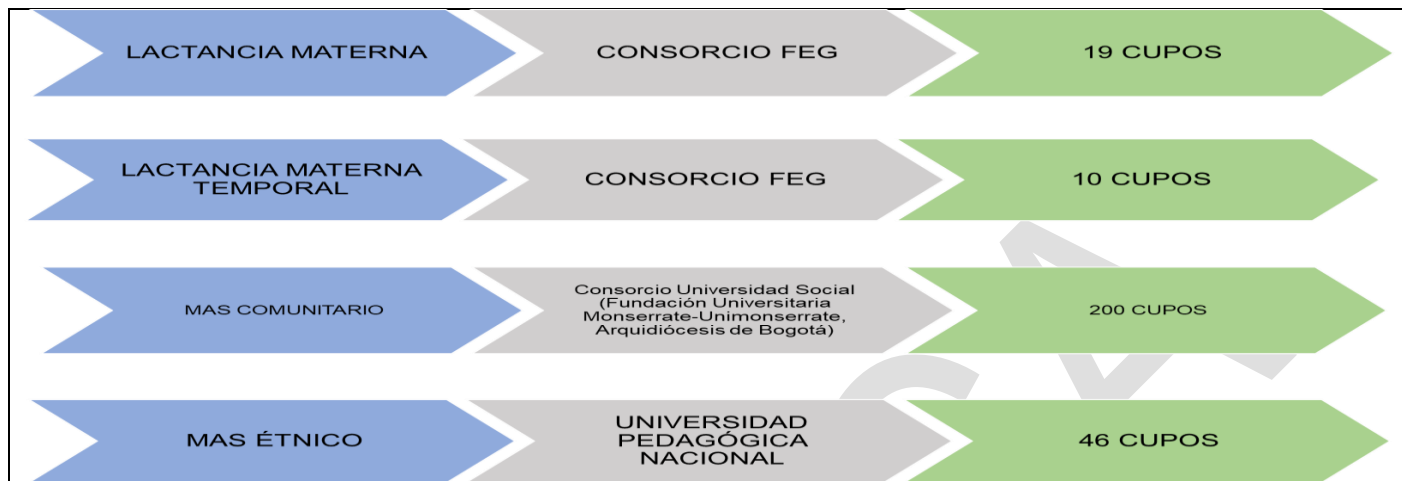 LACTANCIA MATERNA
CONSORCIO FEG
19 CUPOS
LACTANCIA MATERNA
TEMPORAL
CONSORCIO FEG
10 CUPOS
MAS COMUNITARIO
Consorcio Universidad Social
(Fundación Universitaria
Monserrate-Unimonserrate,
Arquidiócesis de Bogotá)
200 CUPOS
MAS ÉTNICO
UNIVERSIDAD
PEDAGÓGICA
NACIONAL
46 CUPOS